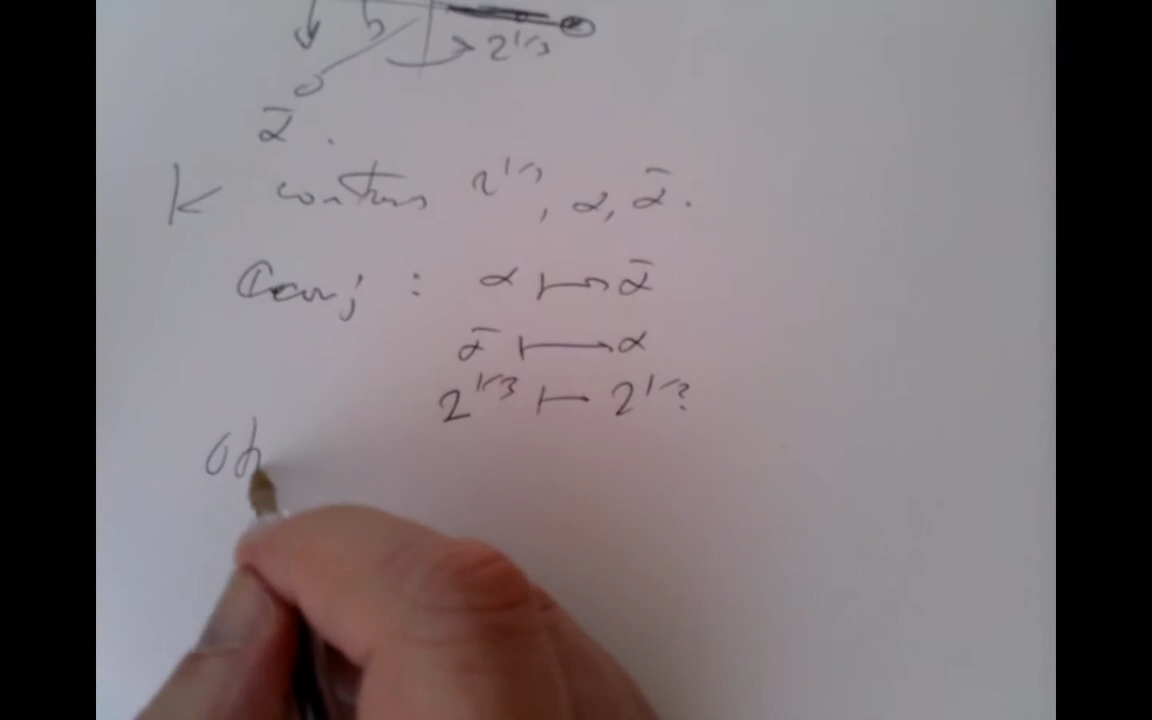 b
2^{1/3}
ᾱ.
K contains 2^{1/3}, α, ᾱ.
Conj : α ↦ ᾱ
ᾱ ↦ α
2^{1/3} ↦ 2^{1/3}